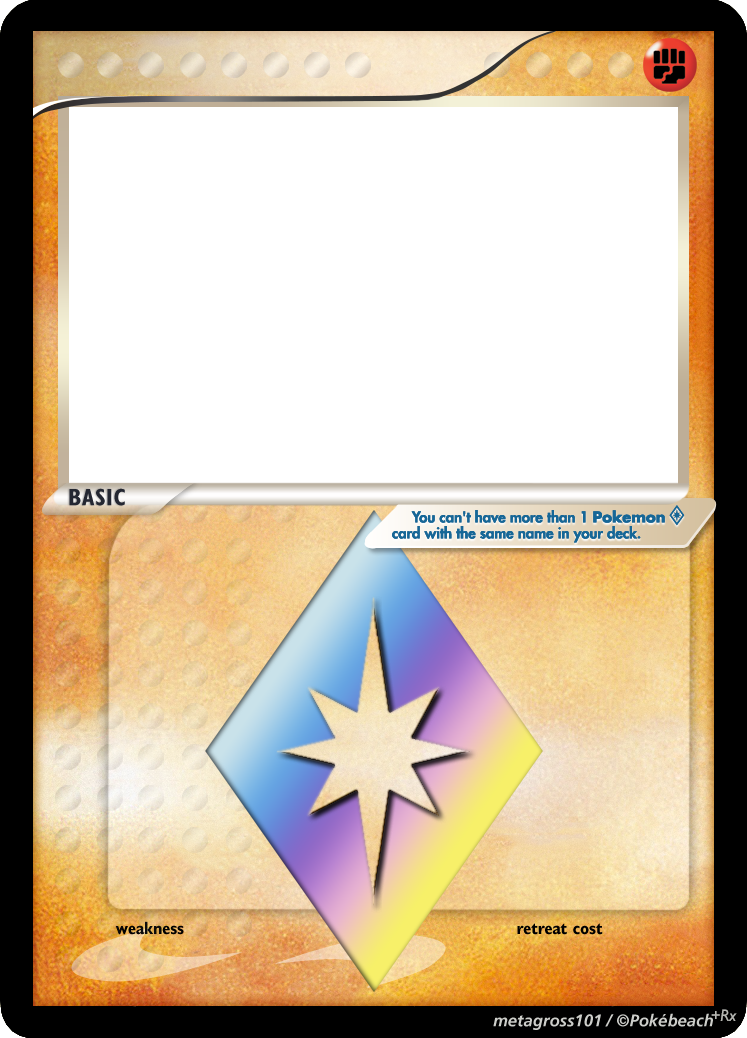 BASIC
You can't have more than 1 Pokemon
card with the same name in your deck.
weakness
retreat cost
metagross101 / ©Pokébeach+Rx